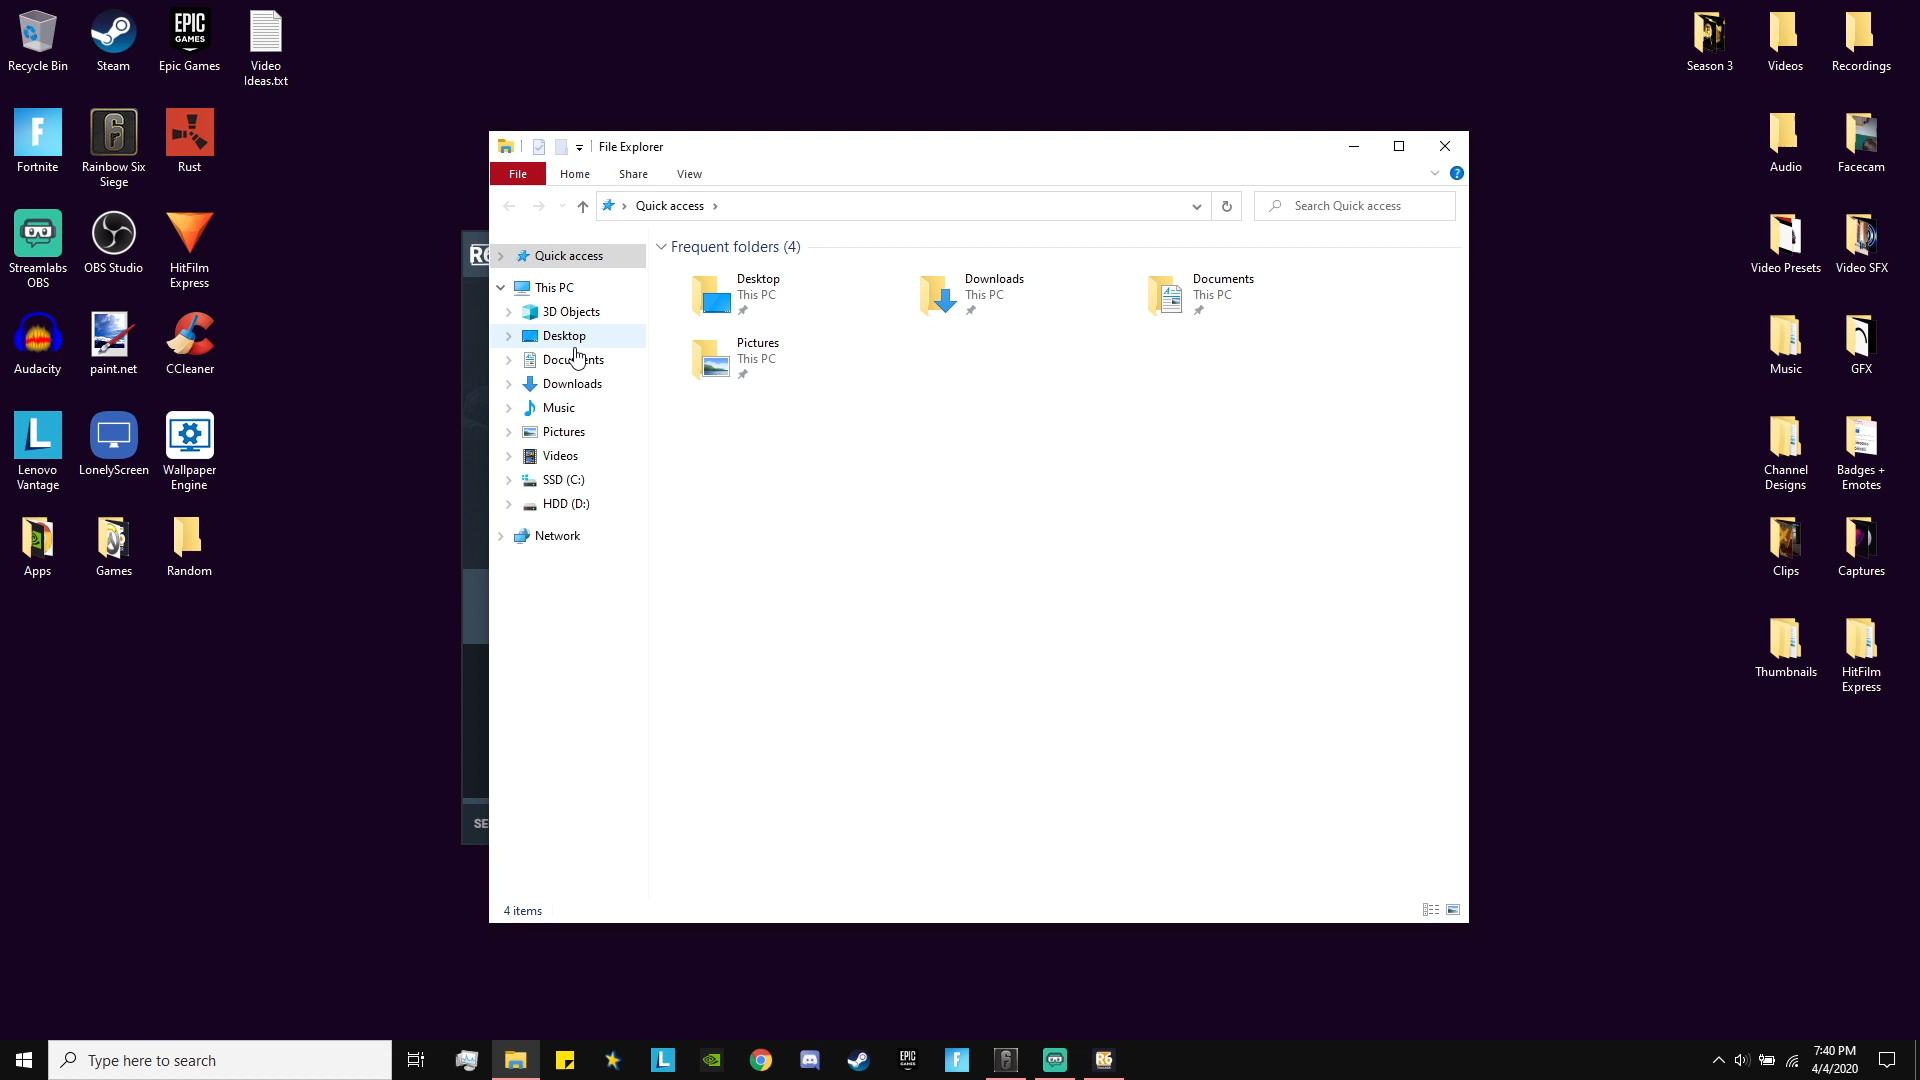 Recycle Bin
Steam
EPIC
GAMES
Epic Games
Video
Ideas.txt
Season 3
Videos
Recordings
Fortnite
Rainbow Six
Siege
Rust
Audio
Facecam
File Explorer
File
Home
Share
View
Quick access
Search Quick access
Streamlabs
OBS
OBS Studio
HitFilm
Express
Video Presets
Video SFX
R6
Quick access
This PC
3D Objects
Desktop
Documents
Downloads
Music
Pictures
Videos
SSD (C:)
HDD (D:)
Network
Frequent folders (4)
Desktop
This PC
Downloads
This PC
Documents
This PC
Pictures
This PC
Audacity
paint.net
CCleaner
Music
GFX
Lenovo
Vantage
LonelyScreen
Wallpaper
Engine
Channel
Designs
Badges +
Emotes
Apps
Games
Random
Clips
Captures
Thumbnails
HitFilm
Express
SE
4 items
Type here to search
EPIC
GAMES
R6
7:40 PM
4/4/2020